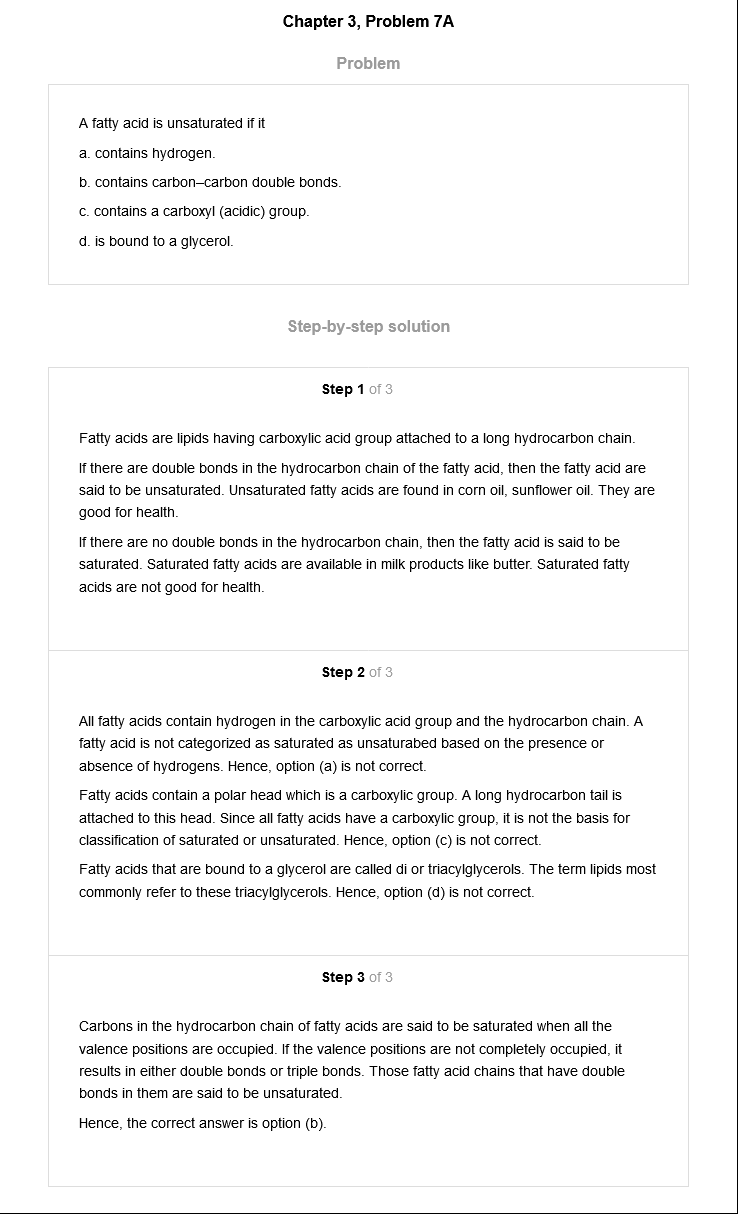 Chapter 3, Problem 7A
Problem
A fatty acid is unsaturated if it
a. contains hydrogen.
b. contains carbon–carbon double bonds.
c. contains a carboxyl (acidic) group.
d. is bound to a glycerol.
Step-by-step solution
Step 1 of 3
Fatty acids are lipids having carboxylic acid group attached to a long hydrocarbon chain.
If there are double bonds in the hydrocarbon chain of the fatty acid, then the fatty acid are
said to be unsaturated. Unsaturated fatty acids are found in corn oil, sunflower oil. They are
good for health.
If there are no double bonds in the hydrocarbon chain, then the fatty acid is said to be
saturated. Saturated fatty acids are available in milk products like butter. Saturated fatty
acids are not good for health.
Step 2 of 3
All fatty acids contain hydrogen in the carboxylic acid group and the hydrocarbon chain. A
fatty acid is not categorized as saturated as unsaturabed based on the presence or
absence of hydrogens. Hence, option (a) is not correct.
Fatty acids contain a polar head which is a carboxylic group. A long hydrocarbon tail is
attached to this head. Since all fatty acids have a carboxylic group, it is not the basis for
classification of saturated or unsaturated. Hence, option (c) is not correct.
Fatty acids that are bound to a glycerol are called di or triacylglycerols. The term lipids most
commonly refer to these triacylglycerols. Hence, option (d) is not correct.
Step 3 of 3
Carbons in the hydrocarbon chain of fatty acids are said to be saturated when all the
valence positions are occupied. If the valence positions are not completely occupied, it
results in either double bonds or triple bonds. Those fatty acid chains that have double
bonds in them are said to be unsaturated.
Hence, the correct answer is option (b).